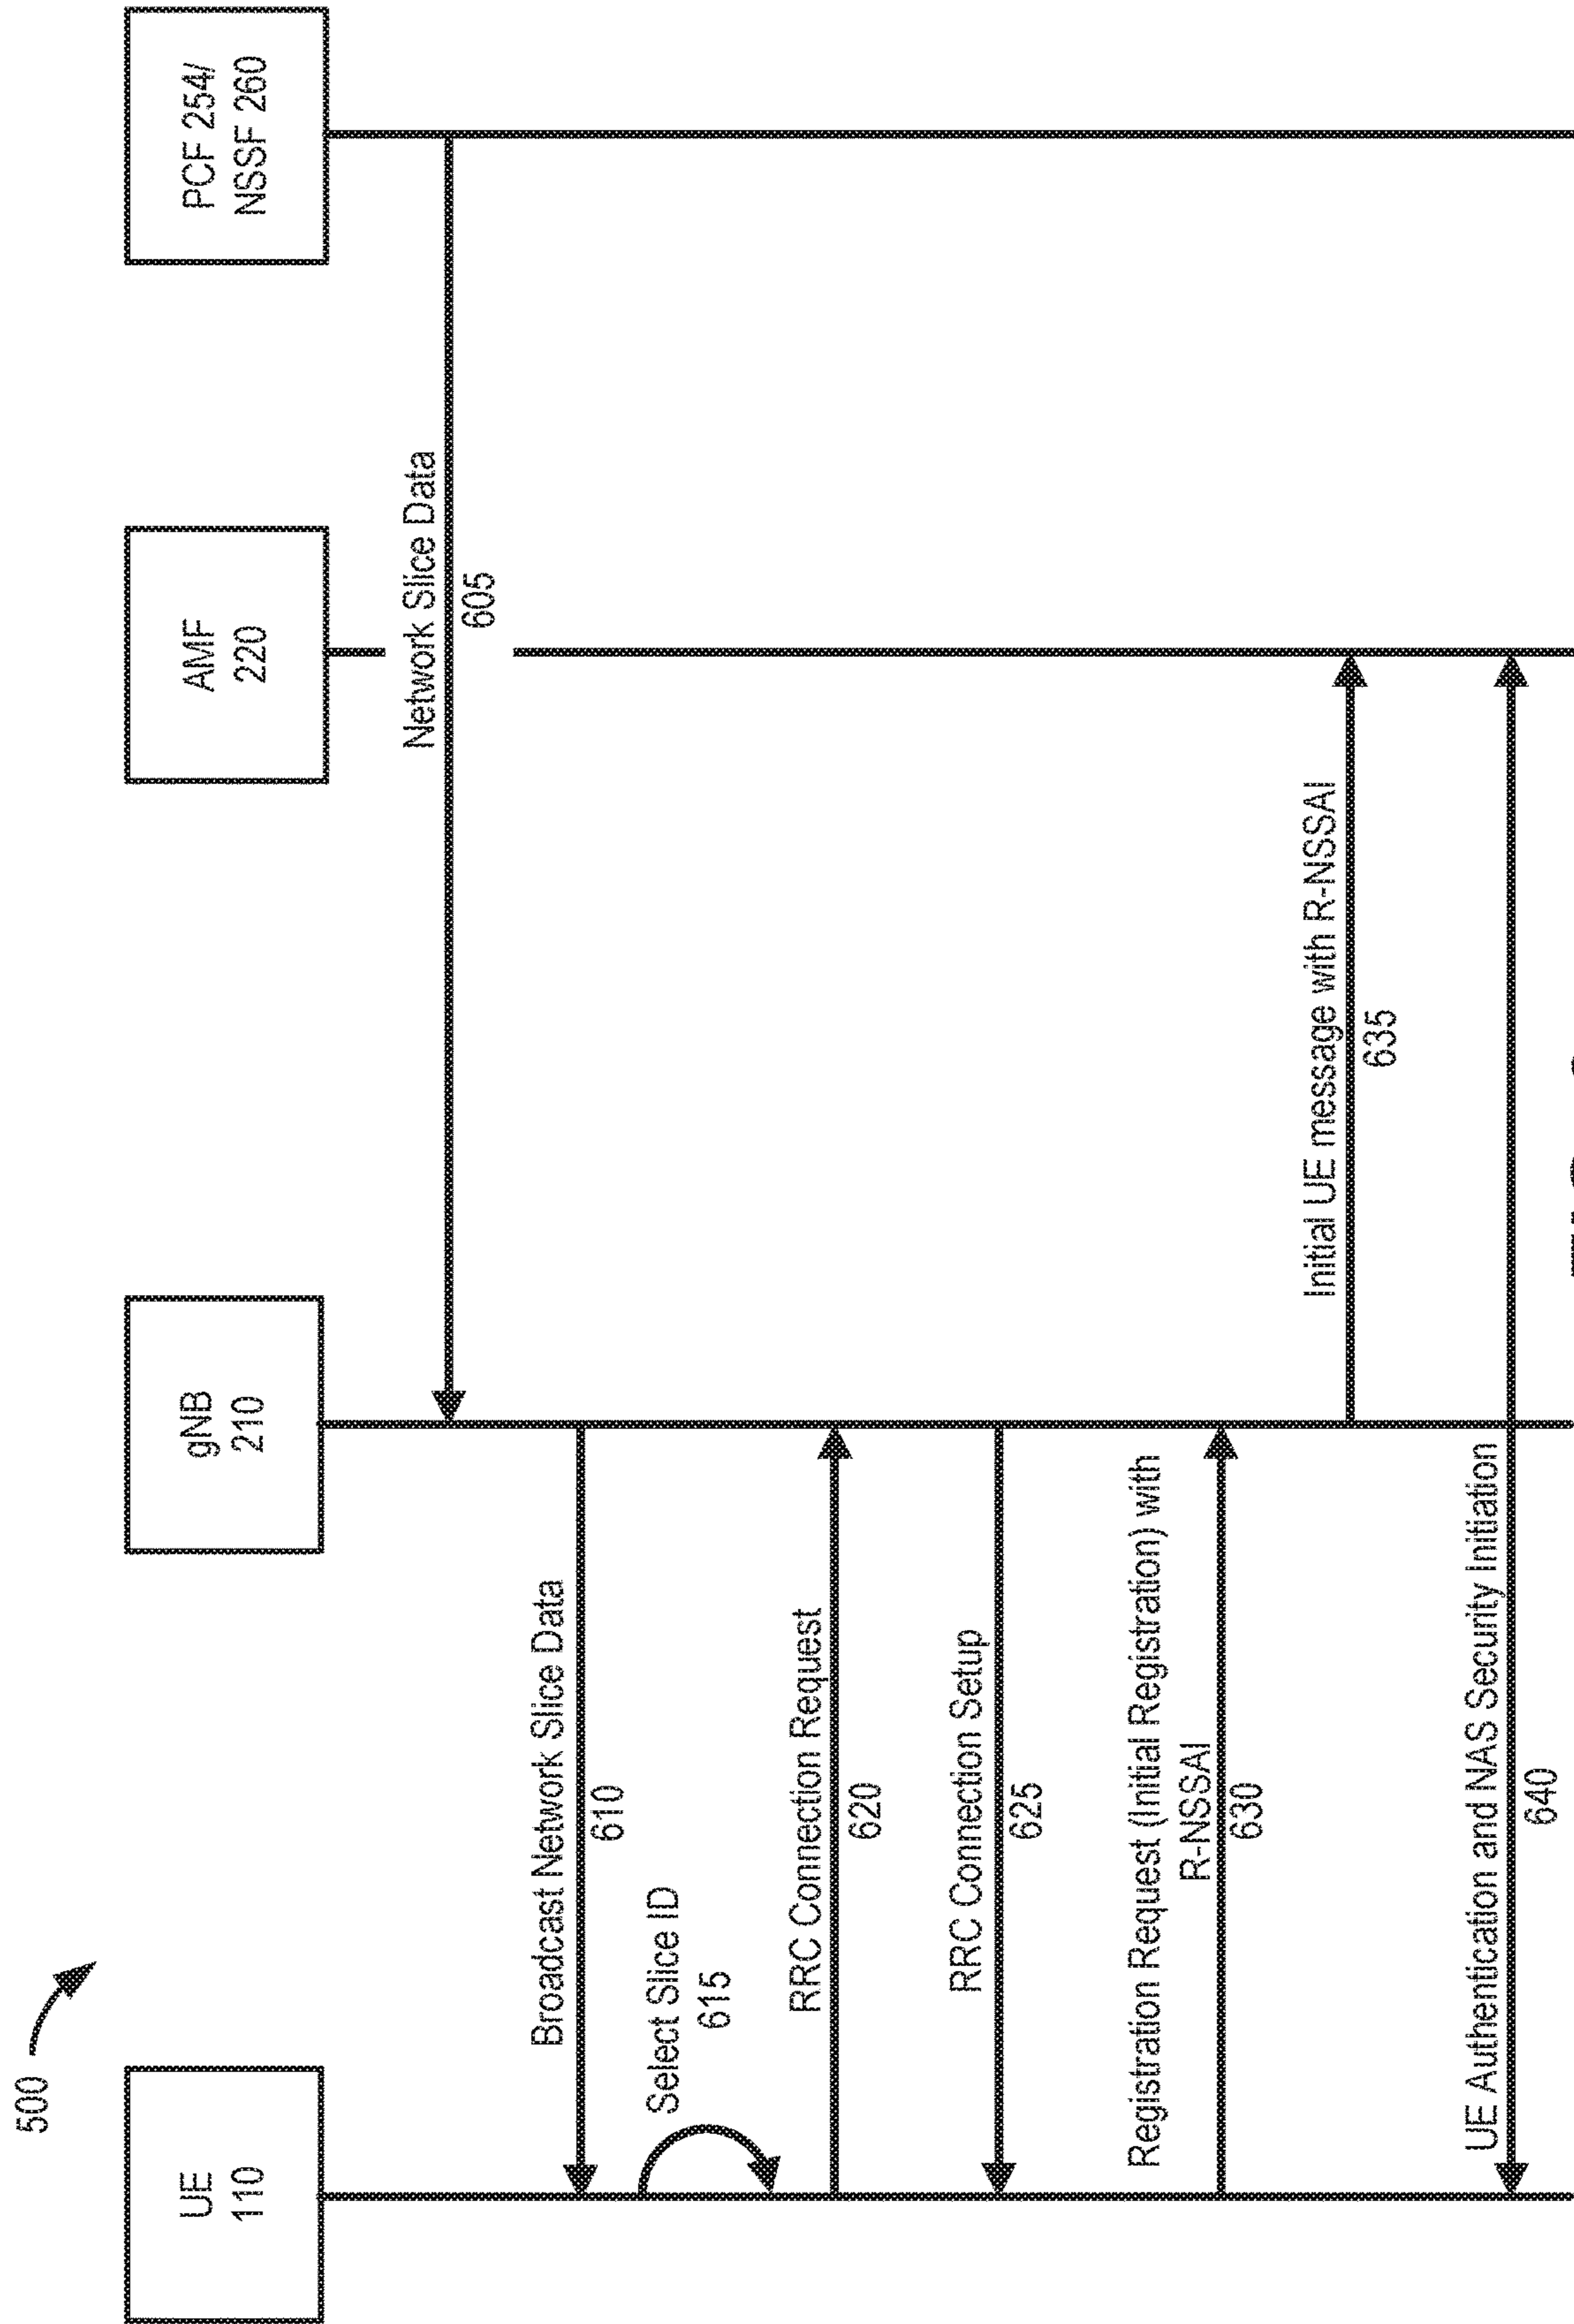 500
UE
110
gNB
210
AMF
220
PCF 254/
NSSF 260
Network Slice Data
605
Broadcast Network Slice Data
610
Select Slice ID
615
RRC Connection Request
620
RRC Connection Setup
625
Registration Request (Initial Registration) with
R-NSSAI
630
Initial UE message with R-NSSAI
635
UE Authentication and NAS Security Initiation
640